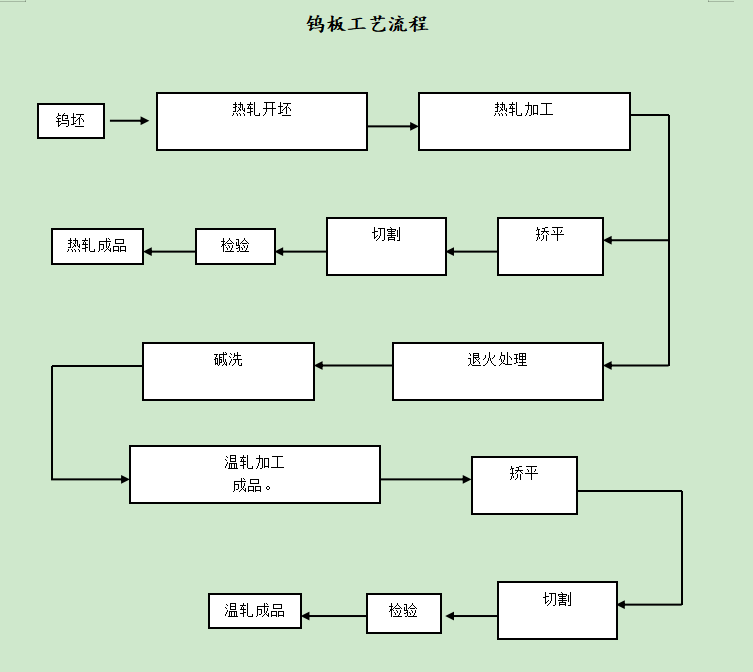 钨板工艺流程
钨坯
热轧开坯
热轧加工
热轧成品
检验
切割
矫平
碱洗
退火处理
温轧加工
成品。
矫平
温轧成品
检验
切割